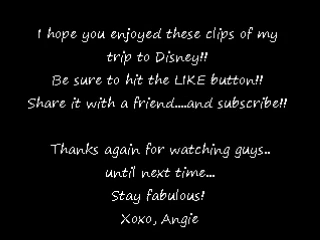 I hope you enjoyed these clips of my
trip to Disney!!
Be sure to hit the LIKE button!!
Share it with a friend....and subscribe!!
Thanks again for watching guys..
until next time...
Stay fabulous!
Xoxo, Angie